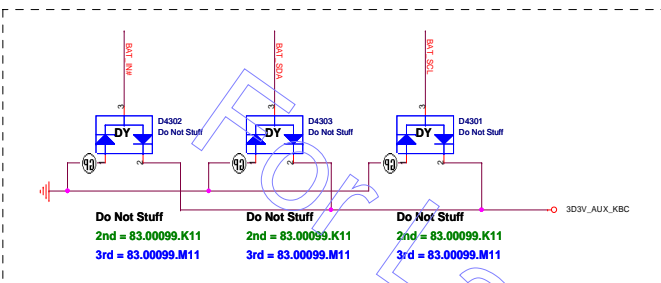 BAT_IN#
BAT_SDA
BAT_SCL
3
3
3
D4302
Do Not Stuff
D4303
Do Not Stuff
D4301
Do Not Stuff
DY
DY
DY
2
2
2
3D3V_AUX_KBC
Do Not Stuff
Do Not Stuff
Do Not Stuff
2nd = 83.00099.K11
2nd = 83.00099.K11
2nd = 83.00099.K11
3rd = 83.00099.M11
3rd = 83.00099.M11
3rd = 83.00099.M11
For